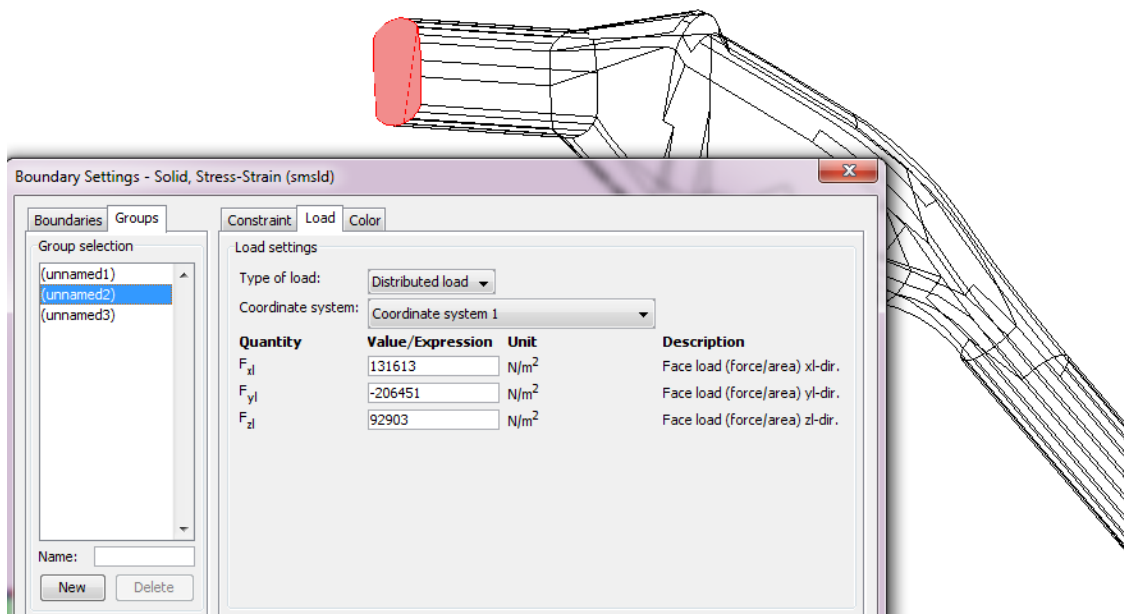 Boundary Settings - Solid, Stress-Strain (smsld)
Boundaries Groups
Constraint Load Color
Group selection
(unnamed1)
(unnamed2)
(unnamed3)
Name:
New Delete
Load settings
Type of load: Distributed load
Coordinate system: Coordinate system 1
Quantity Value/Expression Unit Description
F_xl 131613 N/m² Face load (force/area) xl-dir.
F_yl -206451 N/m² Face load (force/area) yl-dir.
F_zl 92903 N/m² Face load (force/area) zl-dir.